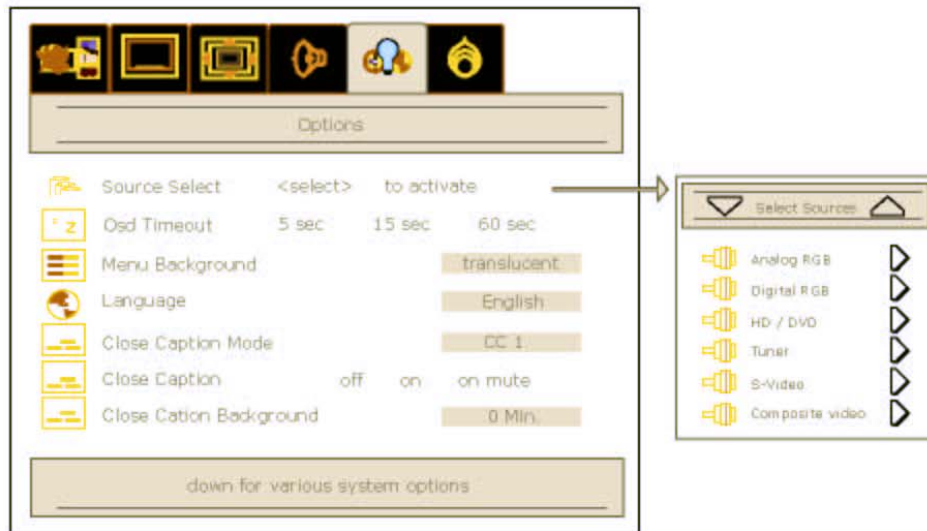 Options
Source Select <select> to activate
Osd Timeout 5 sec 15 sec 60 sec
Menu Background translucent
Language English
Close Caption Mode CC 1
Close Caption off on on mute
Close Cation Background 0 Min.
down for various system options
Select Sources
Analog RGB
Digital RGB
HD / DVD
Tuner
S-Video
Composite video